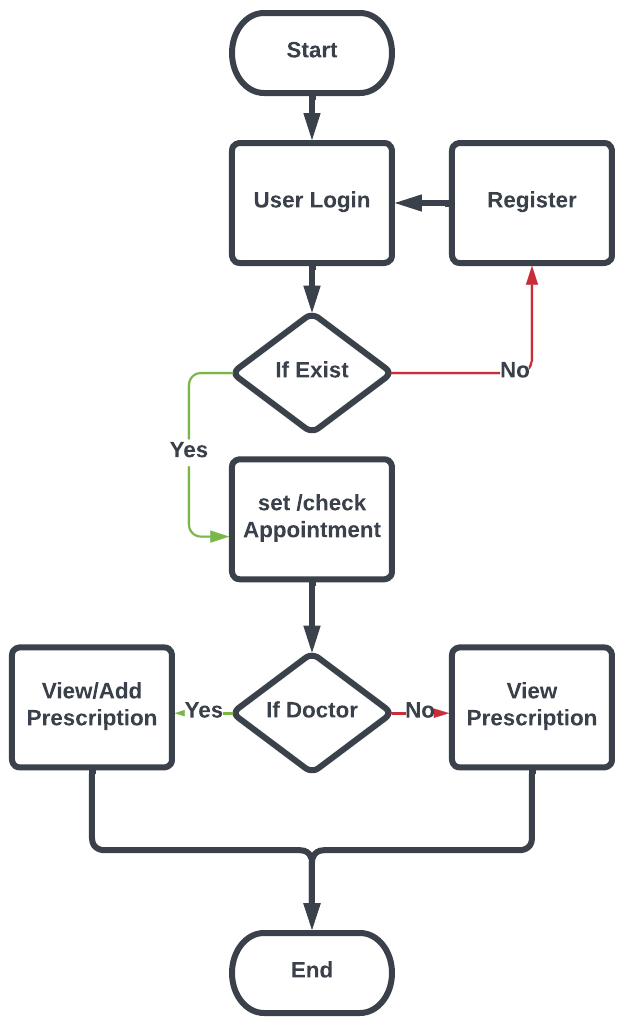 Start
User Login
Register
If Exist
No
Yes
set /check
Appointment
View/Add
Prescription
Yes
If Doctor
No
View
Prescription
End